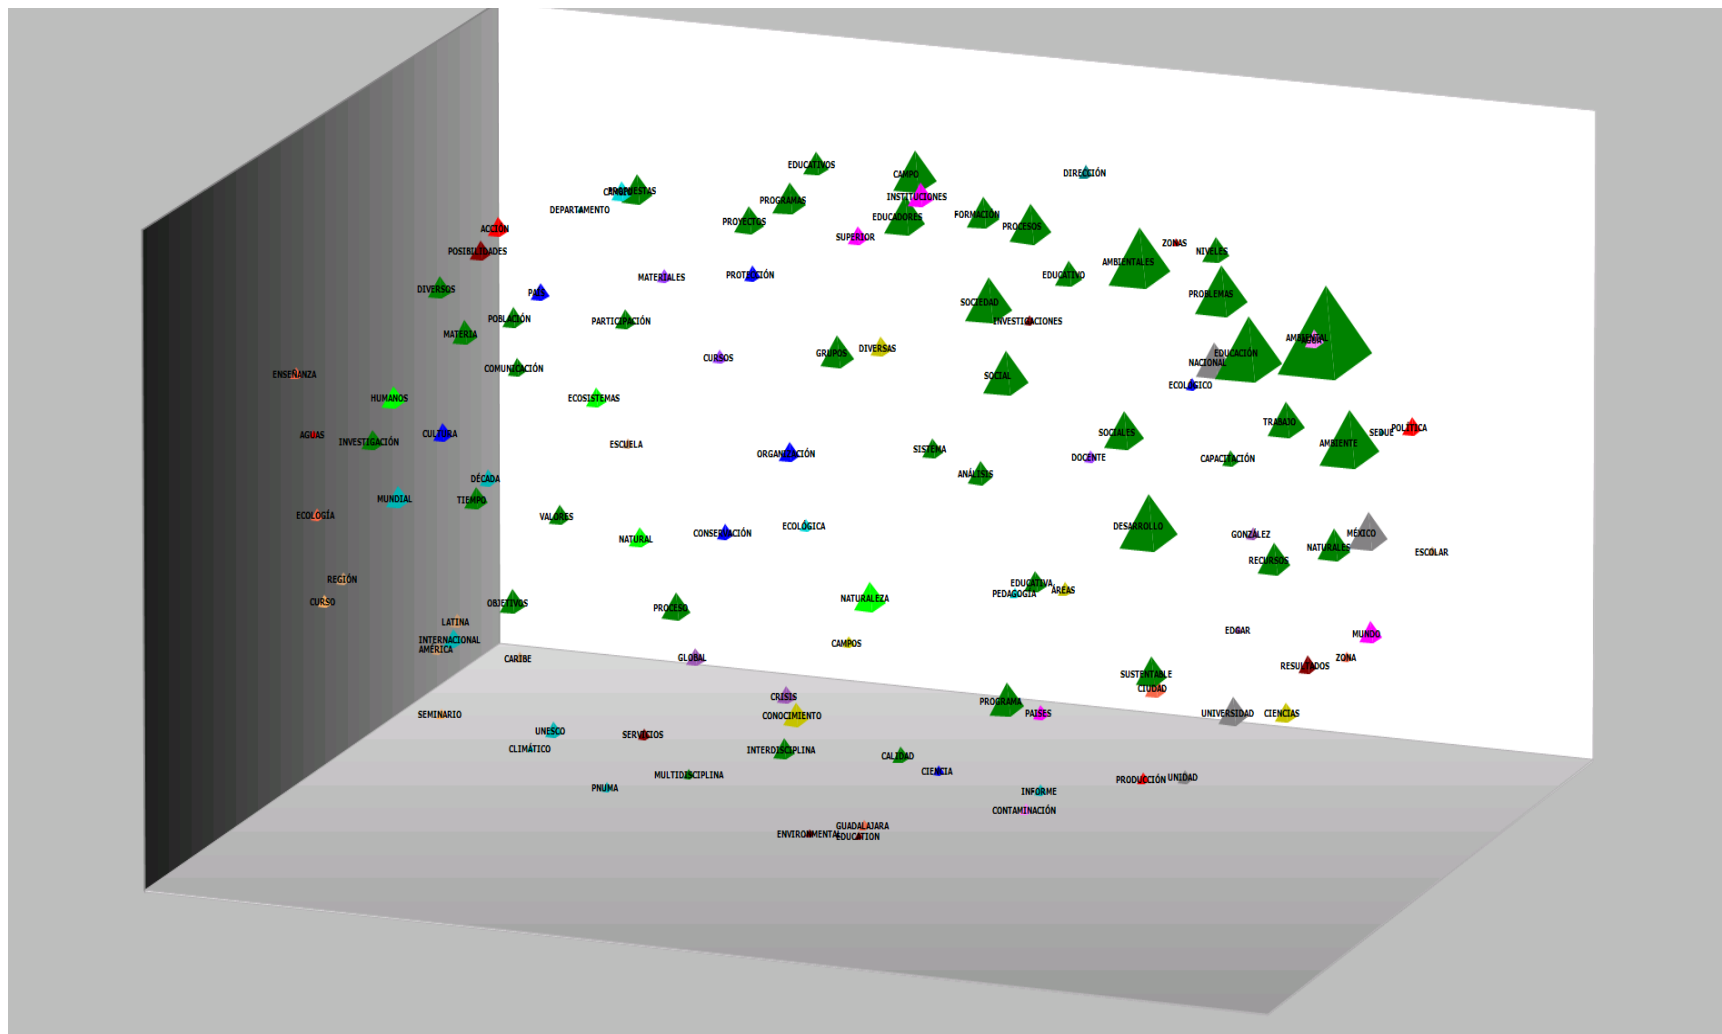 EDUCATIVOS
CAMPO
DIRECCIÓN
PROPUESTAS
INSTITUCIONES
PROGRAMAS
DEPARTAMENTO
EDUCADORES
FORMACIÓN
PROYECTOS
PROCESOS
ACCIÓN
SUPERIOR
ZONAS
POSIBILIDADES
NIVELES
AMBIENTALES
MATERIALES
PROTECCIÓN
EDUCATIVO
DIVERSOS
PAÍS
PROBLEMAS
SOCIEDAD
POBLACIÓN
PARTICIPACIÓN
INVESTIGACIONES
MATERIA
AMBIENTAL
AGUA
GRUPOS
DIVERSAS
EDUCACIÓN
CURSOS
NACIONAL
COMUNICACIÓN
ENSEÑANZA
SOCIAL
ECOLÓGICO
HUMANOS
ECOSISTEMAS
TRABAJO
POLÍTICA
AGUAS
CULTURA
SOCIALES
SEDUE
INVESTIGACIÓN
ESCUELA
AMBIENTE
SISTEMA
ORGANIZACIÓN
DOCENTE
CAPACITACIÓN
ANÁLISIS
DÉCADA
MUNDIAL
TIEMPO
ECOLOGÍA
VALORES
ECOLÓGICA
DESARROLLO
CONSERVACIÓN
GONZÁLEZ
MÉXICO
NATURAL
NATURALES
ESCOLAR
RECURSOS
REGIÓN
EDUCATIVA
ÁREAS
PEDAGOGÍA
NATURALEZA
CURSO
OBJETIVOS
PROCESO
LATINA
EDGAR
MUNDO
INTERNACIONAL
CAMPOS
AMÉRICA
CARIBE
GLOBAL
ZONA
RESULTADOS
SUSTENTABLE
CIUDAD
CRISIS
PROGRAMA
SEMINARIO
CONOCIMIENTO
PAISES
UNIVERSIDAD
CIENCIAS
UNESCO
SERVICIOS
CLIMÁTICO
INTERDISCIPLINA
CALIDAD
CIENCIA
MULTIDISCIPLINA
UNIDAD
PRODUCCIÓN
PNUMA
INFORME
CONTAMINACIÓN
GUADALAJARA
ENVIRONMENTAL
EDUCATION